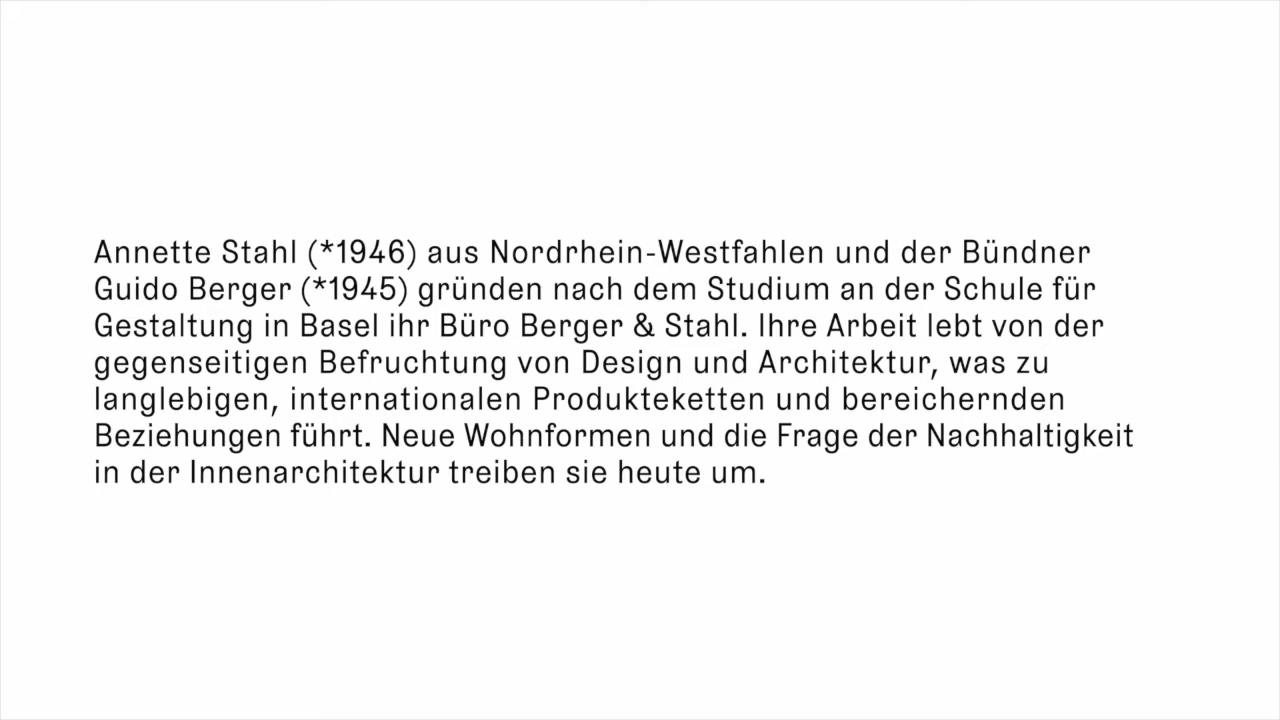 Annette Stahl (*1946) aus Nordrhein-Westfahlen und der Bündner
Guido Berger (*1945) gründen nach dem Studium an der Schule für
Gestaltung in Basel ihr Büro Berger & Stahl. Ihre Arbeit lebt von der
gegenseitigen Befruchtung von Design und Architektur, was zu
langlebigen, internationalen Produkteketten und bereichernden
Beziehungen führt. Neue Wohnformen und die Frage der Nachhaltigkeit
in der Innenarchitektur treiben sie heute um.